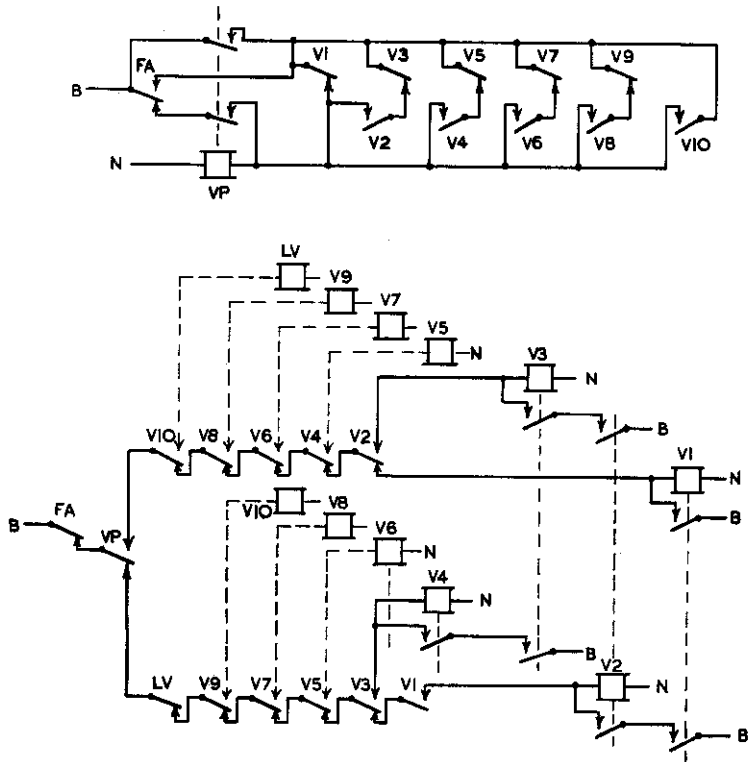 V1 V3 V5 V7 V9
FA
B
V2 V4 V6 V8 V10
N
VP
LV
V9
V7
V5
N
V3
N
B
V10 V8 V6 V4 V2
V1
N
B
FA
B
VP
V10
V8
V6
N
V4
N
B
V2
N
B
LV V9 V7 V5 V3 V1